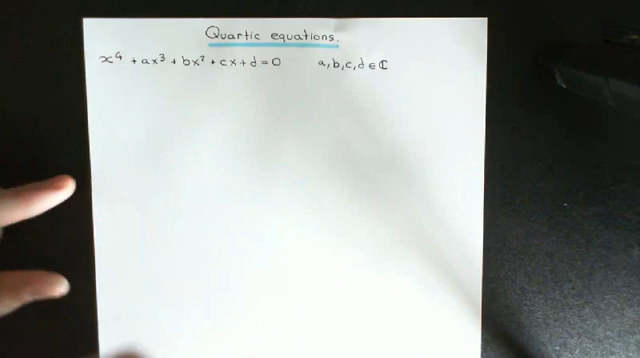 Quartic equations.
x⁴ + ax³ + bx² + cx + d = 0 a, b, c, d ∈ ℂ